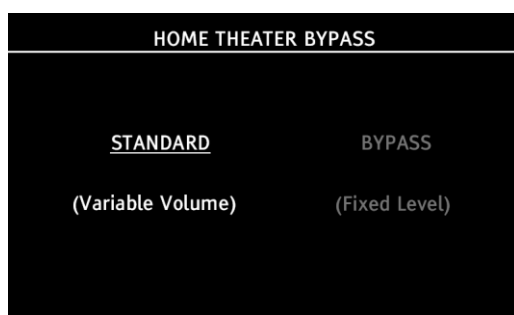 HOME THEATER BYPASS
STANDARD BYPASS
(Variable Volume) (Fixed Level)